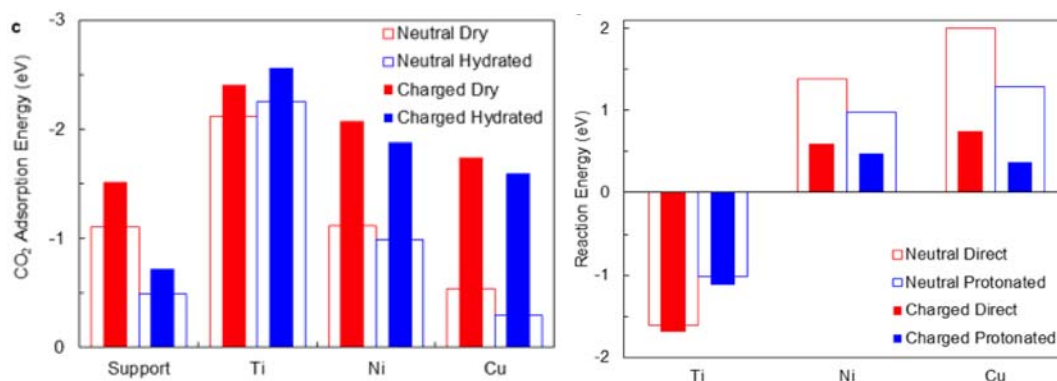 c
CO₂ Adsorption Energy (eV)
-3
-2
-1
0
Neutral Dry
Neutral Hydrated
Charged Dry
Charged Hydrated
Support Ti Ni Cu
Reaction Energy (eV)
2
1
0
-1
-2
Neutral Direct
Neutral Protonated
Charged Direct
Charged Protonated
Ti Ni Cu